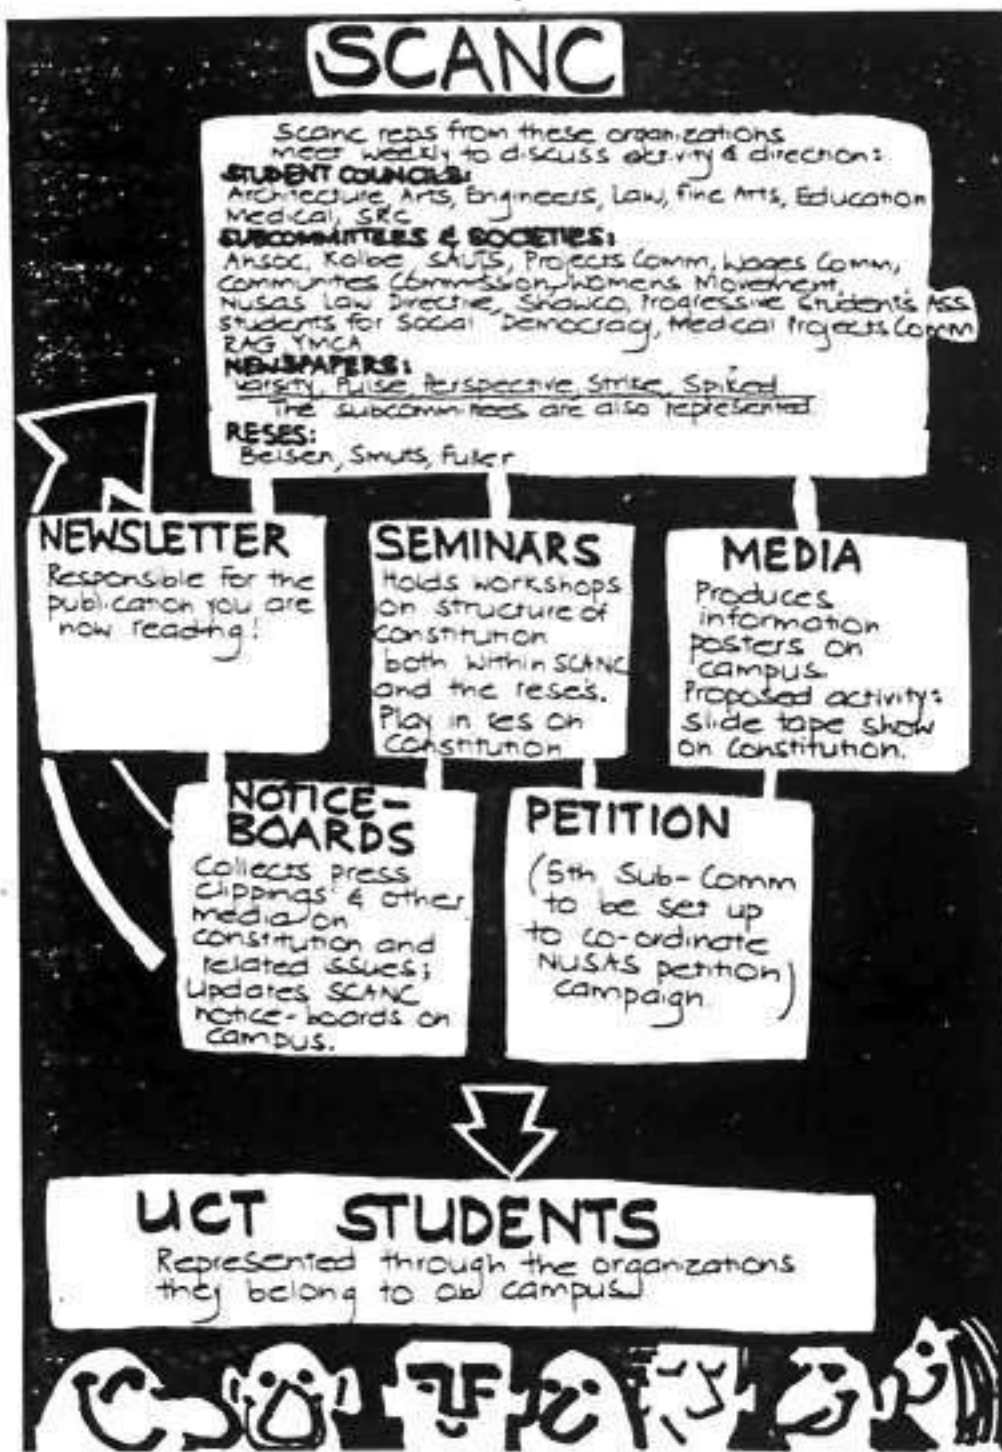 SCANC
Scanc reps from these organizations
meet weekly to discuss activity & direction:
STUDENT COUNCILS:
Architecture, Arts, Engineers, Law, Fine Arts, Education
Medical, SRC
SUBCOMMITTEES & SOCIETIES:
Ansoc, Kolbe, SAUJS, Projects Comm, Wages Comm,
Communities Commission, Womens Movement,
Nusas Law Directive, Shawco, Progressive Students Ass
Students for Social Democracy, Medical Projects Comm
RAG YMCA
NEWSPAPERS:
Varsity, Pulse, Perspective, Strike, Spiked
The subcommittees are also represented.
RESES:
Beisen, Smuts, Fuller
NEWSLETTER
Responsible for the
publication you are
now reading!
SEMINARS
Holds workshops
on structure of
constitution
both within SCANC
and the reses.
Play in res on
Constitution
MEDIA
Produces
information
posters on
campus.
Proposed activity:
slide tape show
on constitution.
NOTICE-
BOARDS
Collects press
clippings & other
media on
constitution and
related issues;
Updates SCANC
notice-boards on
campus.
PETITION
(5th Sub-Comm
to be set up
to co-ordinate
NUSAS petition)
campaign.
UCT STUDENTS
Represented through the organizations
they belong to on campus